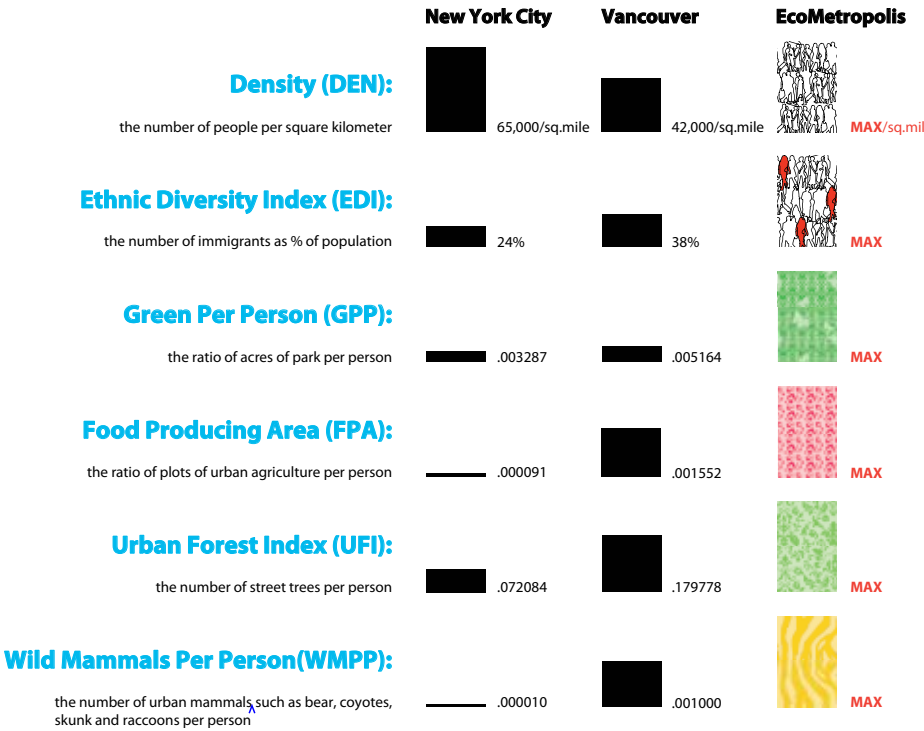 New York City Vancouver EcoMetropolis
Density (DEN):
the number of people per square kilometer 65,000/sq.mile 42,000/sq.mile MAX/sq.mil
Ethnic Diversity Index (EDI):
the number of immigrants as % of population 24% 38% MAX
Green Per Person (GPP):
the ratio of acres of park per person .003287 .005164 MAX
Food Producing Area (FPA):
the ratio of plots of urban agriculture per person .000091 .001552 MAX
Urban Forest Index (UFI):
the number of street trees per person .072084 .179778 MAX
Wild Mammals Per Person(WMPP):
the number of urban mammals such as bear, coyotes, .000010 .001000 MAX
skunk and raccoons per person